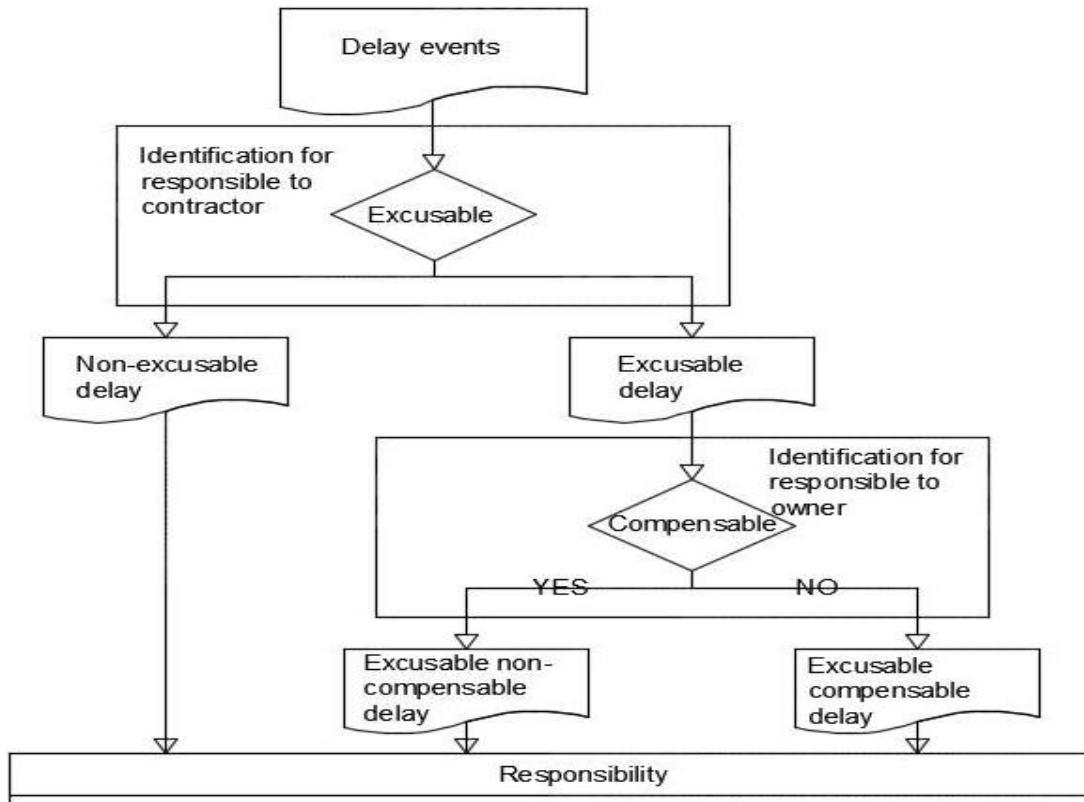 Delay events
Identification for
responsible to
contractor
Excusable
Non-excusable
delay
Excusable
delay
Identification for
responsible to
owner
Compensable
YES
NO
Excusable non-
compensable
delay
Excusable
compensable
delay
Responsibility